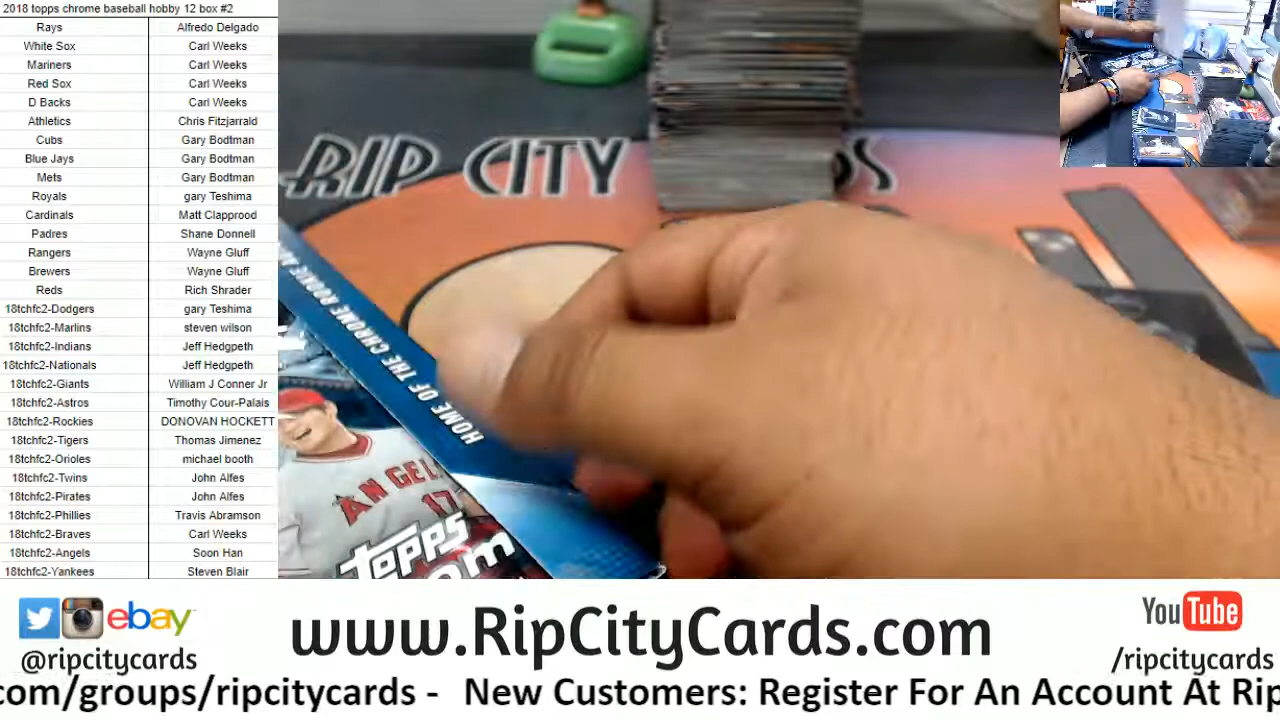 2018 topps chrome baseball hobby 12 box #2
Rays Alfredo Delgado
White Sox Carl Weeks
Mariners Carl Weeks
Red Sox Carl Weeks
D Backs Carl Weeks
Athletics Chris Fitzjarrald
Cubs Gary Bodtman
Blue Jays Gary Bodtman
Mets Gary Bodtman
Royals gary Teshima
Cardinals Matt Clapprood
Padres Shane Donnell
Rangers Wayne Gluff
Brewers Wayne Gluff
Reds Rich Shrader
18tchfc2-Dodgers gary Teshima
18tchfc2-Marlins steven wilson
18tchfc2-Indians Jeff Hedgpeth
18tchfc2-Nationals Jeff Hedgpeth
18tchfc2-Giants William J Conner Jr
18tchfc2-Astros Timothy Cour-Palais
18tchfc2-Rockies DONOVAN HOCKETT
18tchfc2-Tigers Thomas Jimenez
18tchfc2-Orioles michael booth
18tchfc2-Twins John Alfes
18tchfc2-Pirates John Alfes
18tchfc2-Phillies Travis Abramson
18tchfc2-Braves Carl Weeks
18tchfc2-Angels Soon Han
18tchfc2-Yankees Steven Blair
RIP CITY
HOME OF THE CHROME ROOKIE
ANGEL
17
topps
ebay
@ripcitycards
www.RipCityCards.com
YouTube
/ripcitycards
com/groups/ripcitycards - New Customers: Register For An Account At Rip